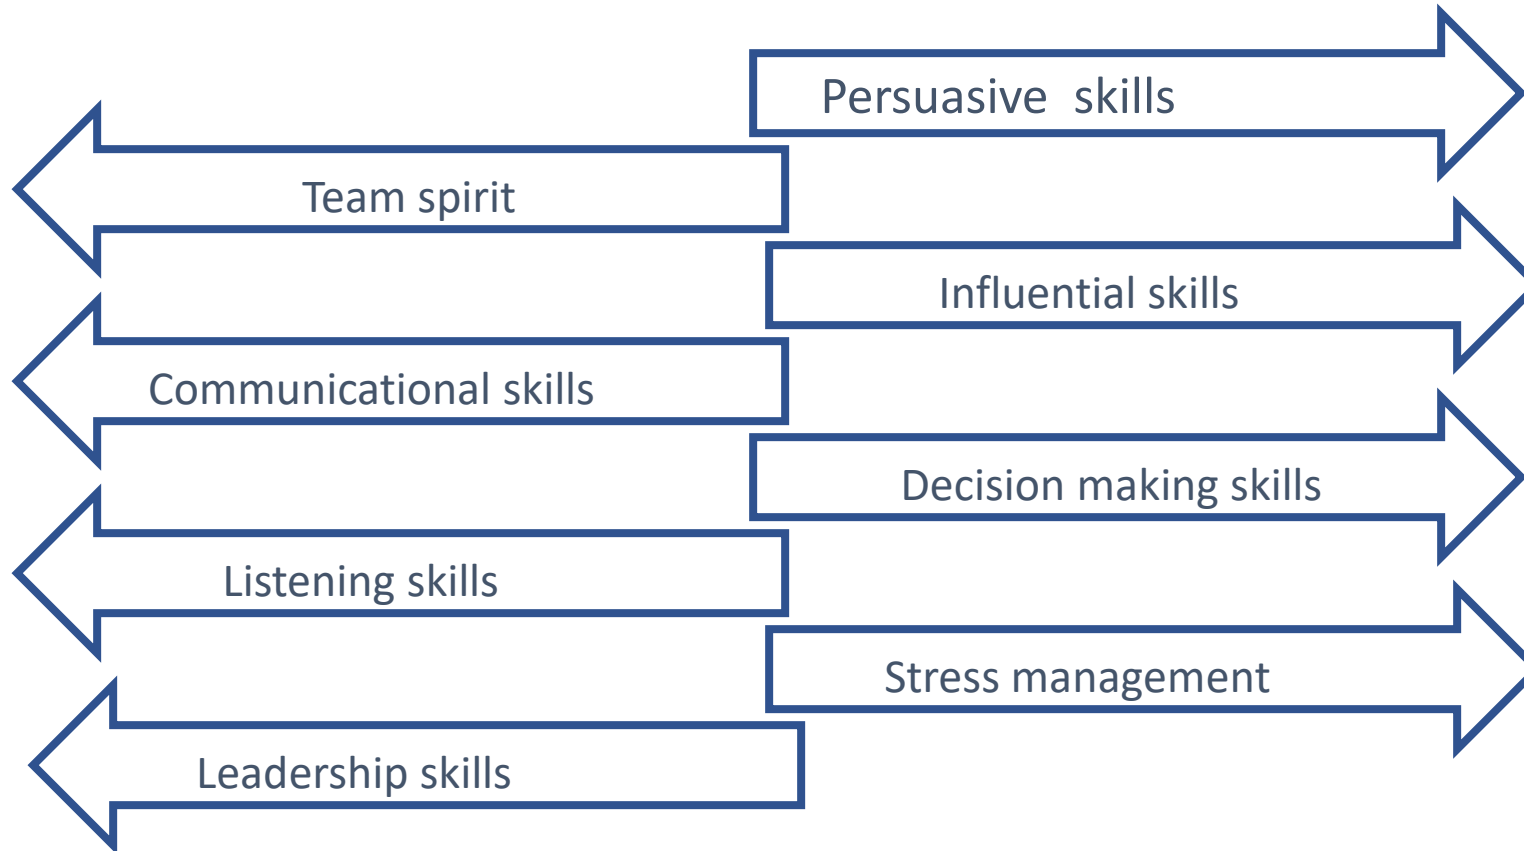 Persuasive  skills
Team spirit
Influential skills
Communicational skills
Decision making skills
Listening skills
Stress management
Leadership skills